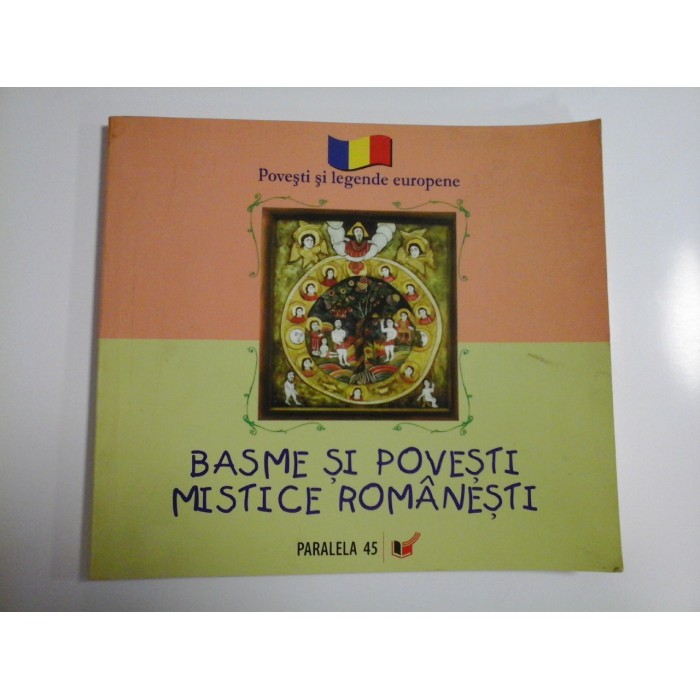 Povești și legende europene
BASME ȘI POVEȘTI
MISTICE ROMÂNEȘTI
PARALELA 45